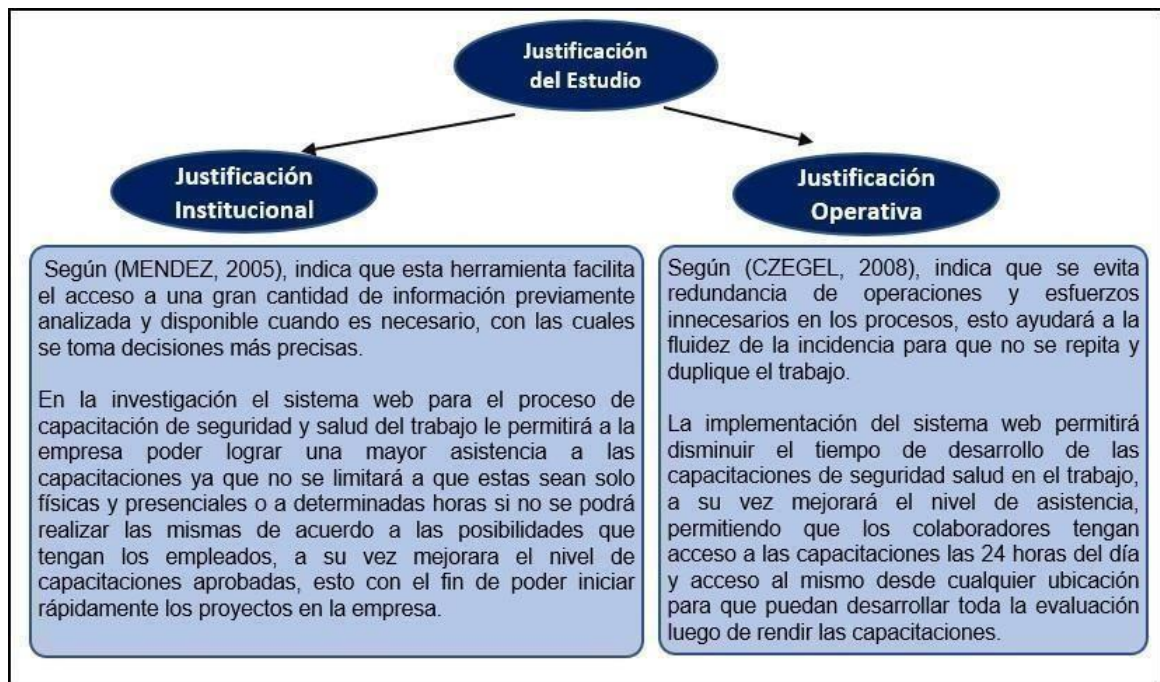 Justificación
del Estudio
Justificación
Institucional
Según (MENDEZ, 2005), indica que esta herramienta facilita
el acceso a una gran cantidad de información previamente
analizada y disponible cuando es necesario, con las cuales
se toma decisiones más precisas.
En la investigación el sistema web para el proceso de
capacitación de seguridad y salud del trabajo le permitirá a la
empresa poder lograr una mayor asistencia a las
capacitaciones ya que no se limitará a que estas sean solo
físicas y presenciales o a determinadas horas si no se podrá
realizar las mismas de acuerdo a las posibilidades que
tengan los empleados, a su vez mejorara el nivel de
capacitaciones aprobadas, esto con el fin de poder iniciar
rápidamente los proyectos en la empresa.
Justificación
Operativa
Según (CZEGEL, 2008), indica que se evita
redundancia de operaciones y esfuerzos
innecesarios en los procesos, esto ayudará a la
fluidez de la incidencia para que no se repita y
duplique el trabajo.
La implementación del sistema web permitirá
disminuir el tiempo de desarrollo de las
capacitaciones de seguridad salud en el trabajo,
a su vez mejorará el nivel de asistencia,
permitiendo que los colaboradores tengan
acceso a las capacitaciones las 24 horas del día
y acceso al mismo desde cualquier ubicación
para que puedan desarrollar toda la evaluación
luego de rendir las capacitaciones.